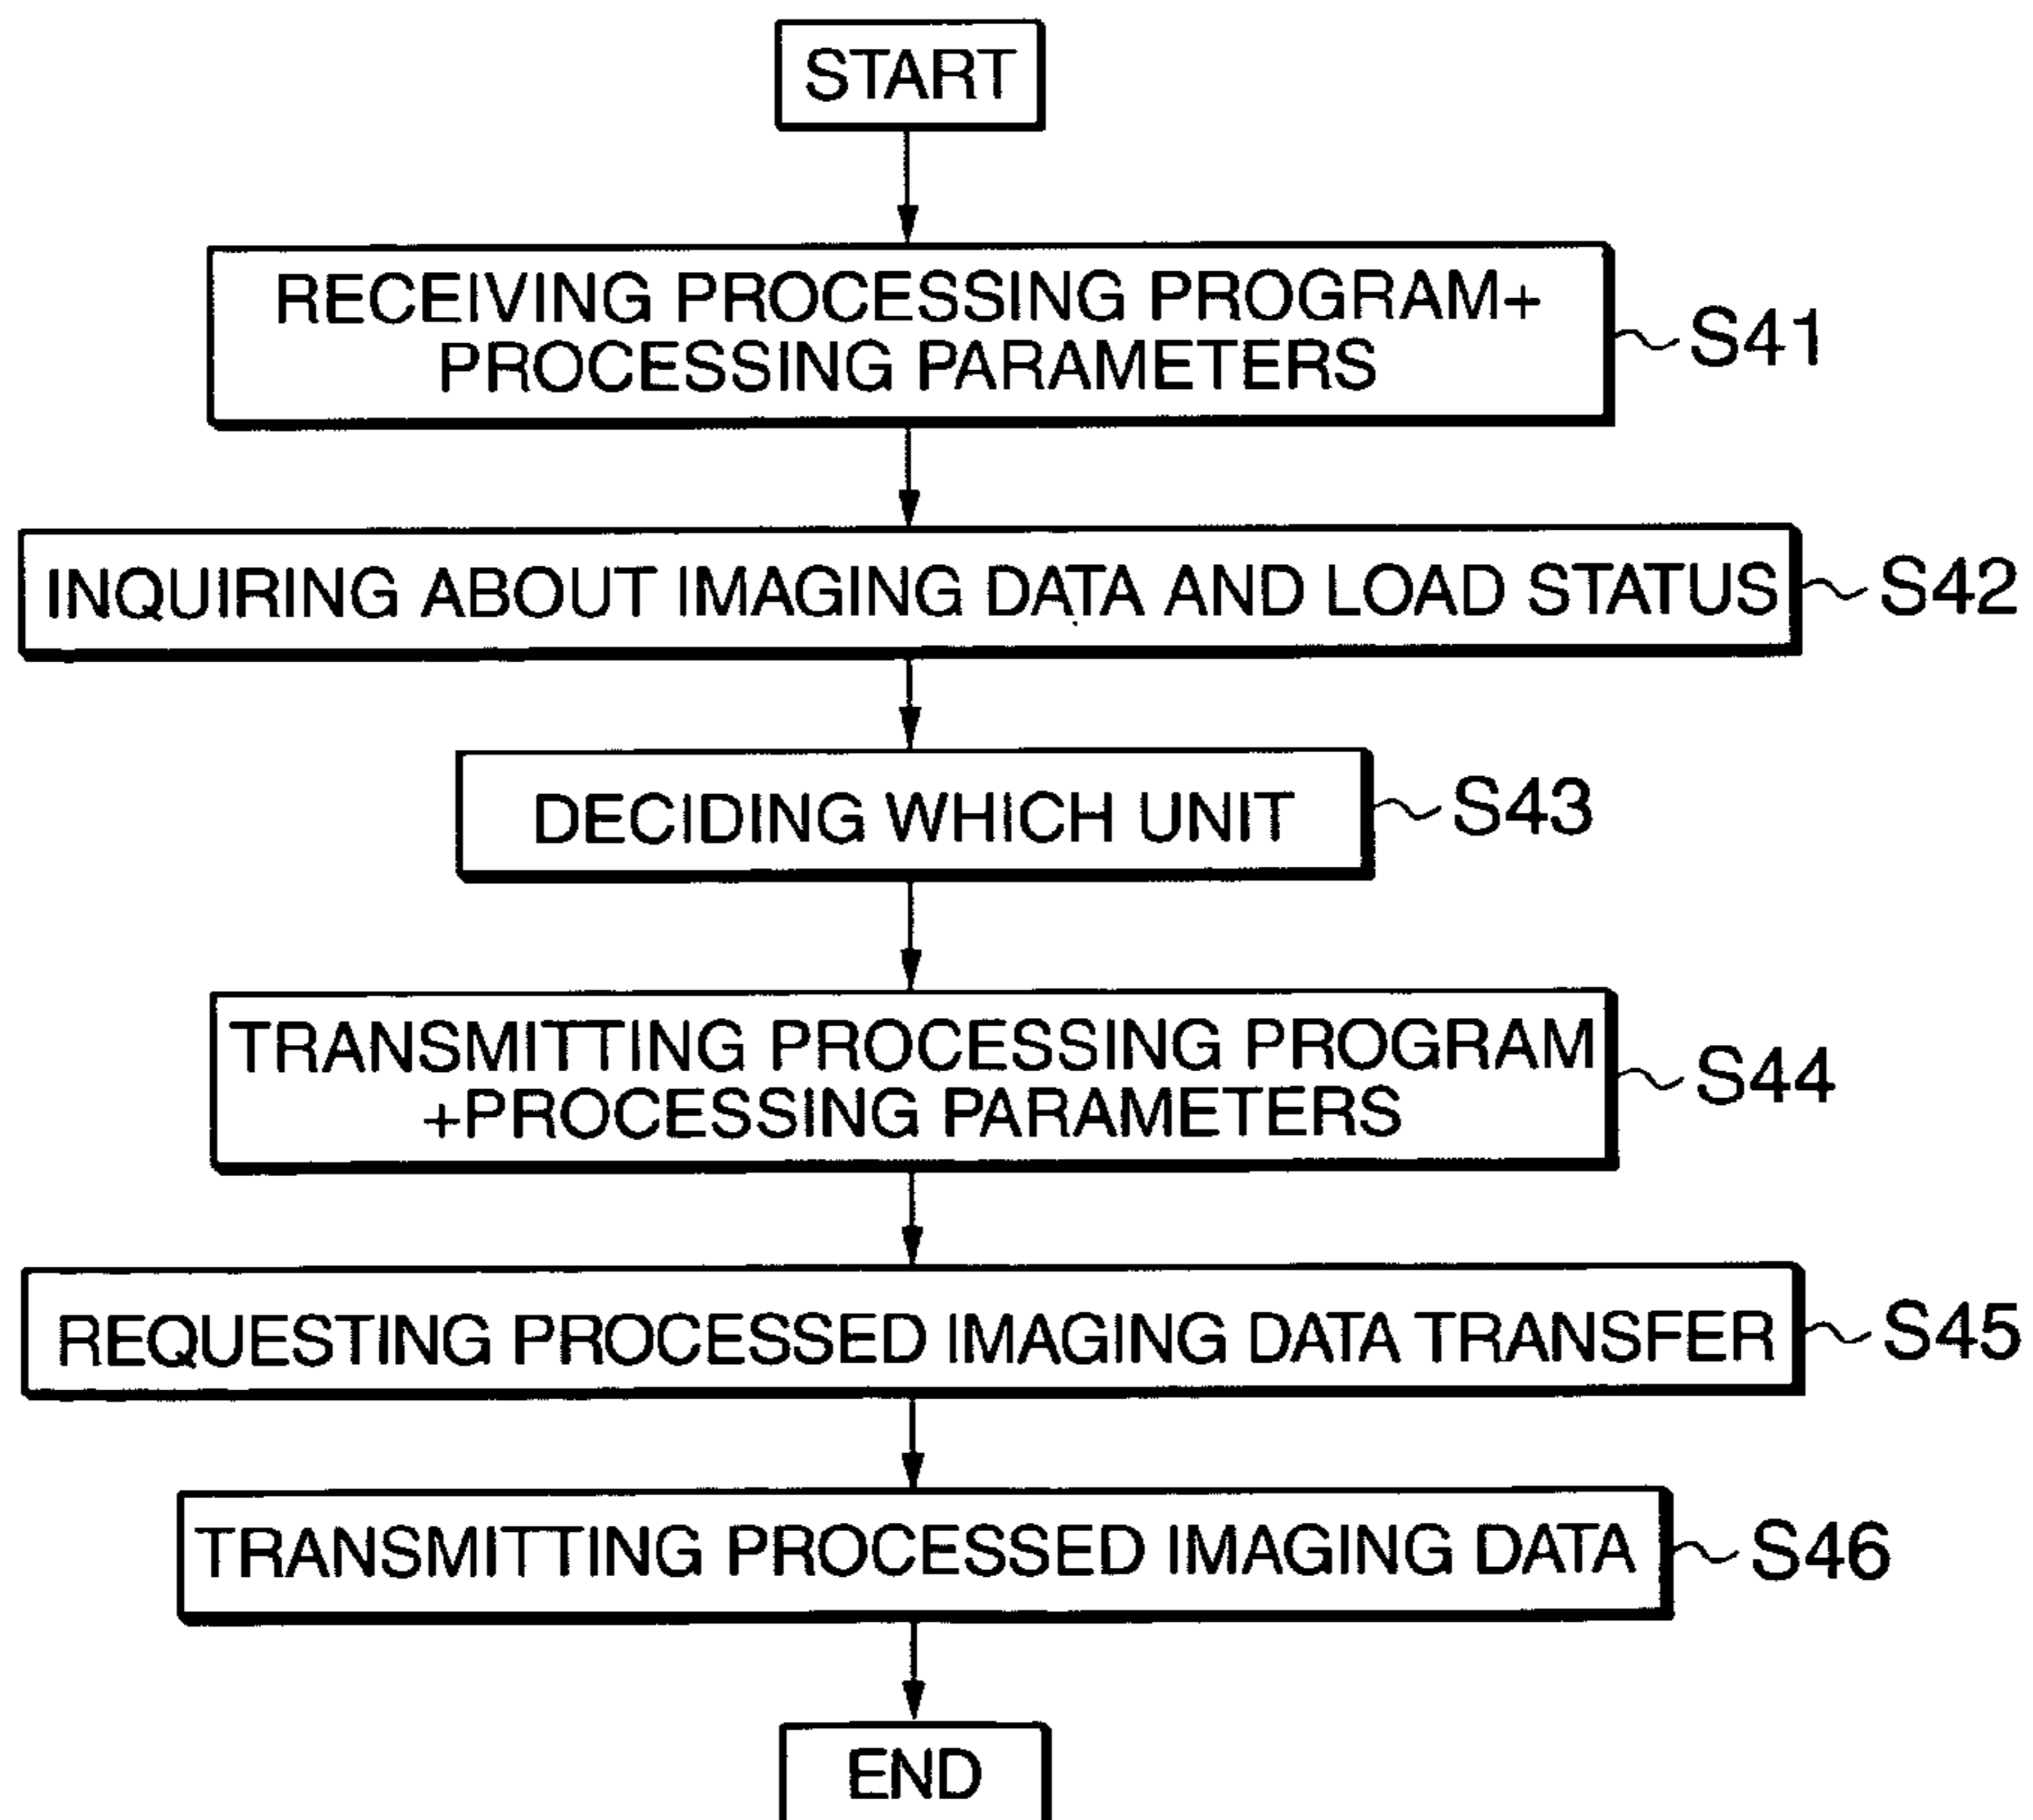 START
RECEIVING PROCESSING PROGRAM+
PROCESSING PARAMETERS
S41
INQUIRING ABOUT IMAGING DATA AND LOAD STATUS
S42
DECIDING WHICH UNIT
S43
TRANSMITTING PROCESSING PROGRAM
+PROCESSING PARAMETERS
S44
REQUESTING PROCESSED IMAGING DATA TRANSFER
S45
TRANSMITTING PROCESSED IMAGING DATA
S46
END